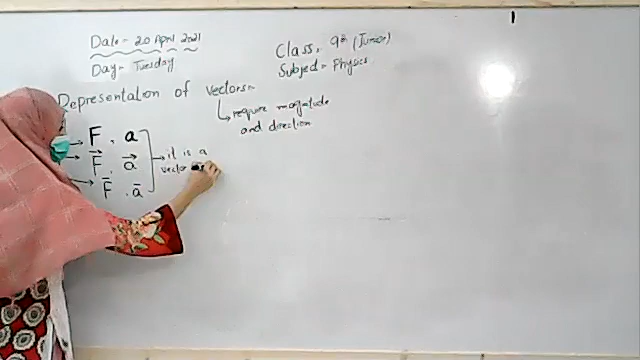 Date = 20 April 2021
Day = Tuesday
Class = 9th (Junior)
Subject = Physics
Representation of vectors =
require magnitude
and direction
F , a
F⃗ , a⃗
F̄ , ā
it is a
vector